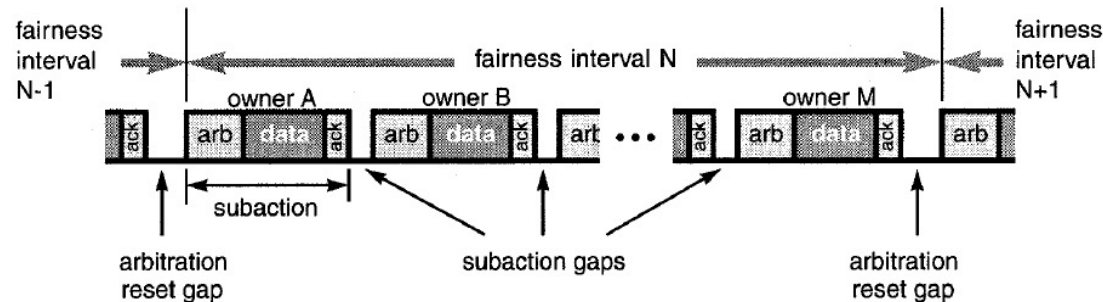 fairness
interval
N-1
fairness interval N
fairness
interval
N+1
owner A
owner B
owner M
ack
arb
data
ack
arb
data
ack
arb
•••
ack
arb
data
ack
arb
subaction
arbitration
reset gap
subaction gaps
arbitration
reset gap